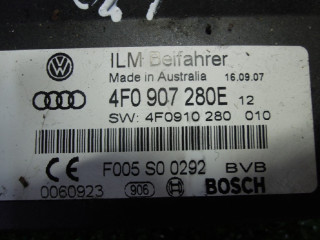 ILM Beifahrer
Made in Australia 16.09.07
4F0 907 280E 12
SW: 4F0910 280 010
F005 S0 0292 BVB
0060923 906 BOSCH